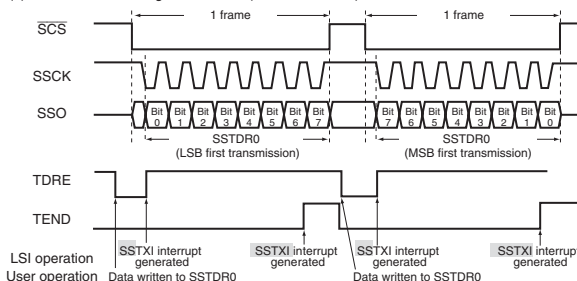 1 frame 1 frame
SCS
SSCK
SSO Bit 0 Bit 1 Bit 2 Bit 3 Bit 4 Bit 5 Bit 6 Bit 7 Bit 7 Bit 6 Bit 5 Bit 4 Bit 3 Bit 2 Bit 1 Bit 0
SSTDR0 SSTDR0
(LSB first transmission) (MSB first transmission)
TDRE
TEND
LSI operation SSTXI interrupt generated SSTXI interrupt generated SSTXI interrupt generated SSTXI interrupt generated
User operation Data written to SSTDR0 Data written to SSTDR0